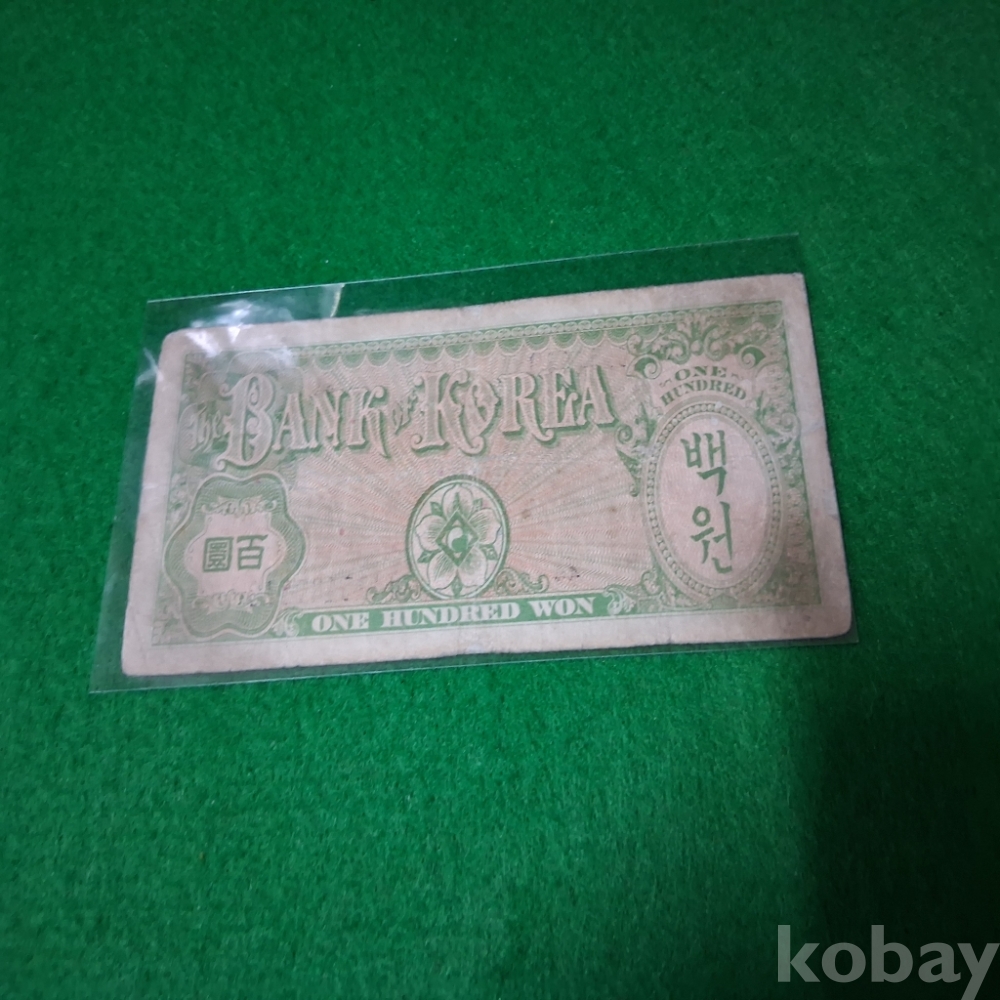 The BANK OF KOREA
ONE
HUNDRED
백
원
圓百
ONE HUNDRED WON
kobay